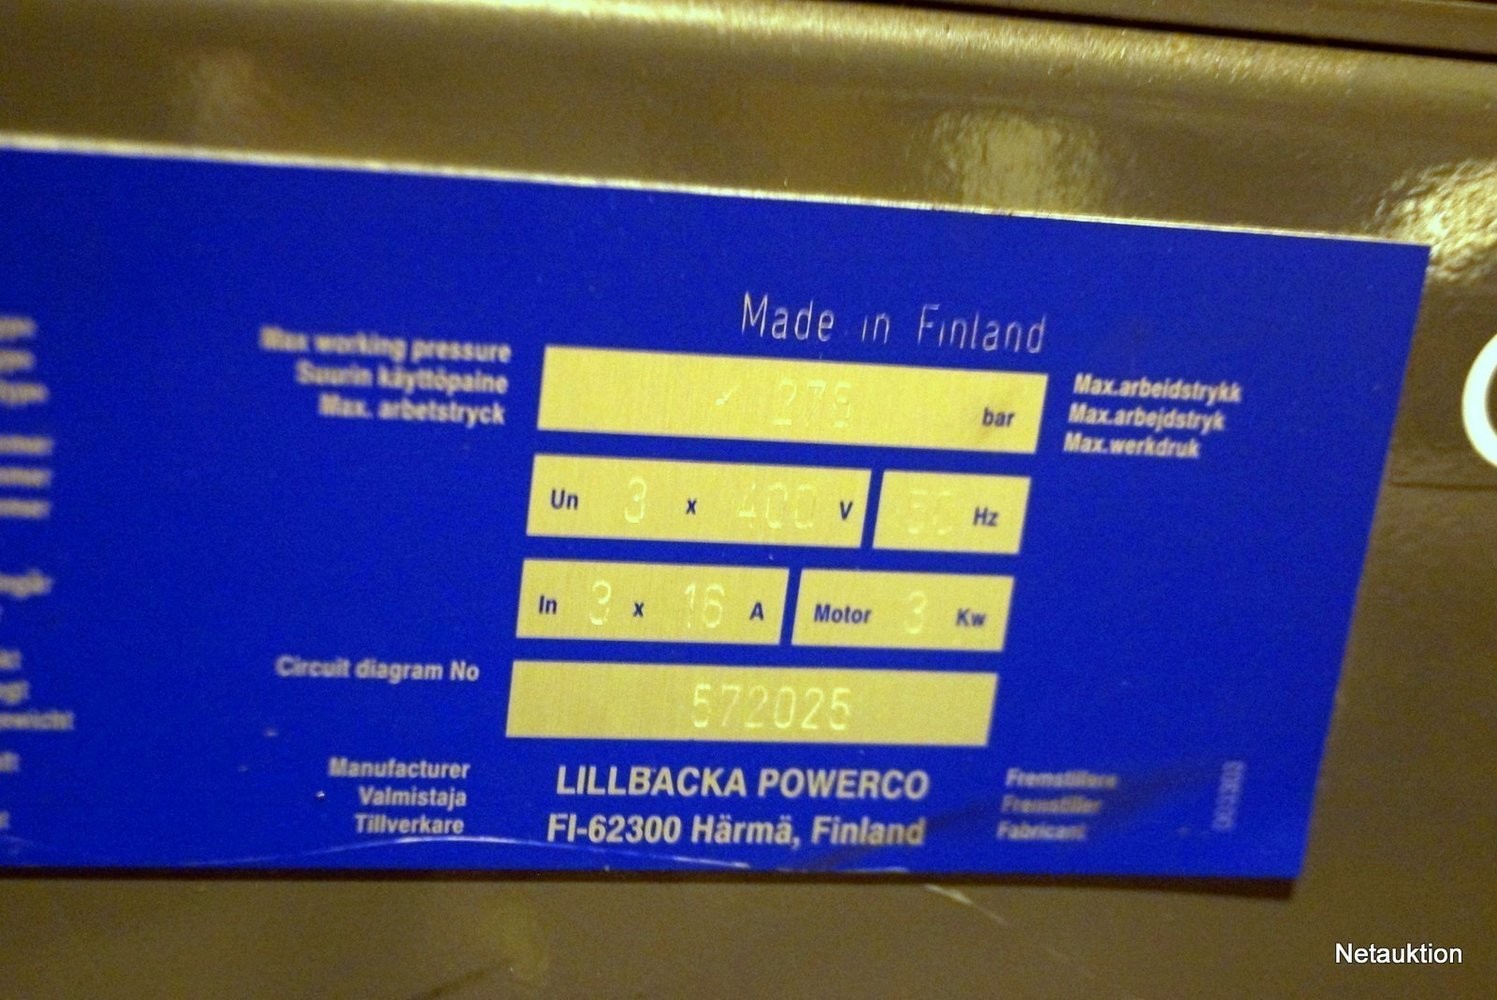 Made in Finland
Max working pressure
Suurin käyttöpaine
Max. arbetstryck
275 bar
Max.arbeidstrykk
Max.arbejdstryk
Max.werkdruk
Un 3 x 400 V
50 Hz
In 3 x 16 A
Motor 3 Kw
Circuit diagram No
572025
Manufacturer
Valmistaja
Tillverkare
LILLBACKA POWERCO
FI-62300 Härmä, Finland
Fremstillere
Fremstiller
Fabricant
Netauktion